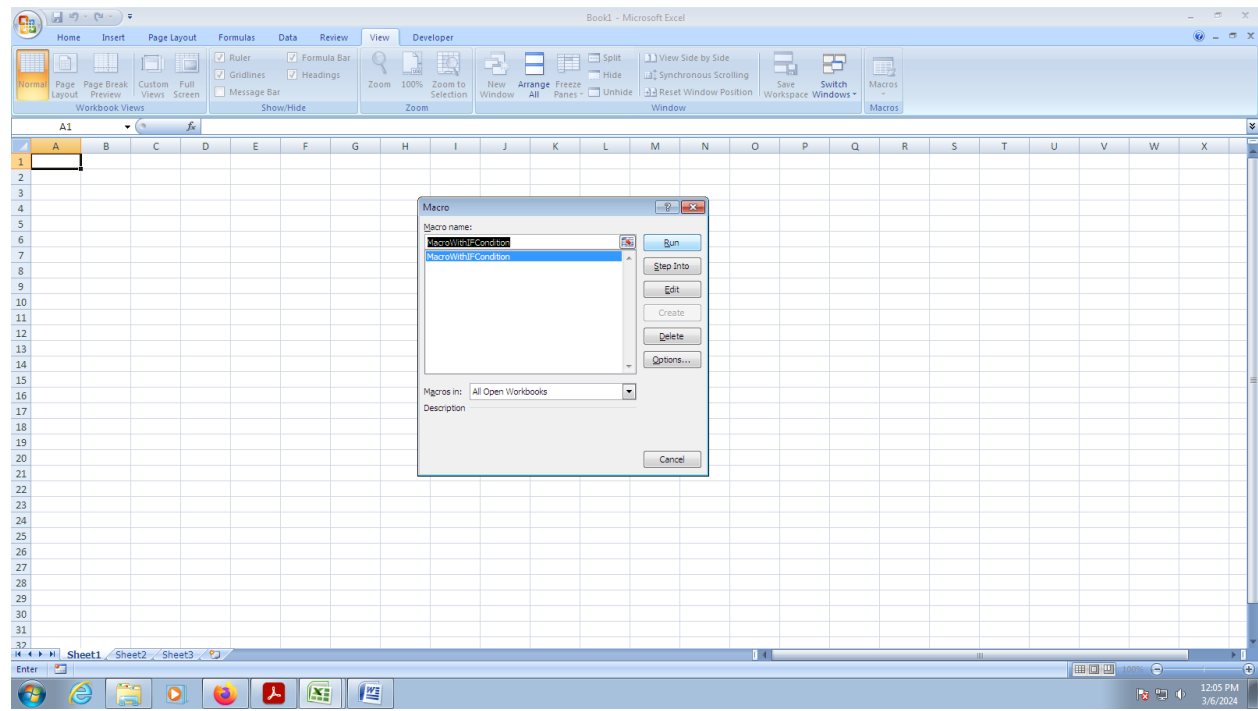 Book1 - Microsoft Excel
Home Insert Page Layout Formulas Data Review View Developer
Normal Page Layout Page Break Preview Custom Views Full Screen
Workbook Views
Ruler Formula Bar
Gridlines Headings
Message Bar
Show/Hide
Zoom 100% Zoom to Selection
Zoom
New Window Arrange All Freeze Panes
Split View Side by Side
Hide Synchronous Scrolling
Unhide Reset Window Position
Save Workspace Switch Windows
Window
Macros
Macros
A1 fx
A B C D E F G H I J K L M N O P Q R S T U V W X
1
2
3
4
5
6
7
8
9
10
11
12
13
14
15
16
17
18
19
20
21
22
23
24
25
26
27
28
29
30
31
32
Macro
Macro name:
MacroWithIFCondition
MacroWithIFCondition
Run
Step Into
Edit
Create
Delete
Options...
Macros in: All Open Workbooks
Description
Cancel
Sheet1 Sheet2 Sheet3
Enter 100%
12:05 PM
3/6/2024